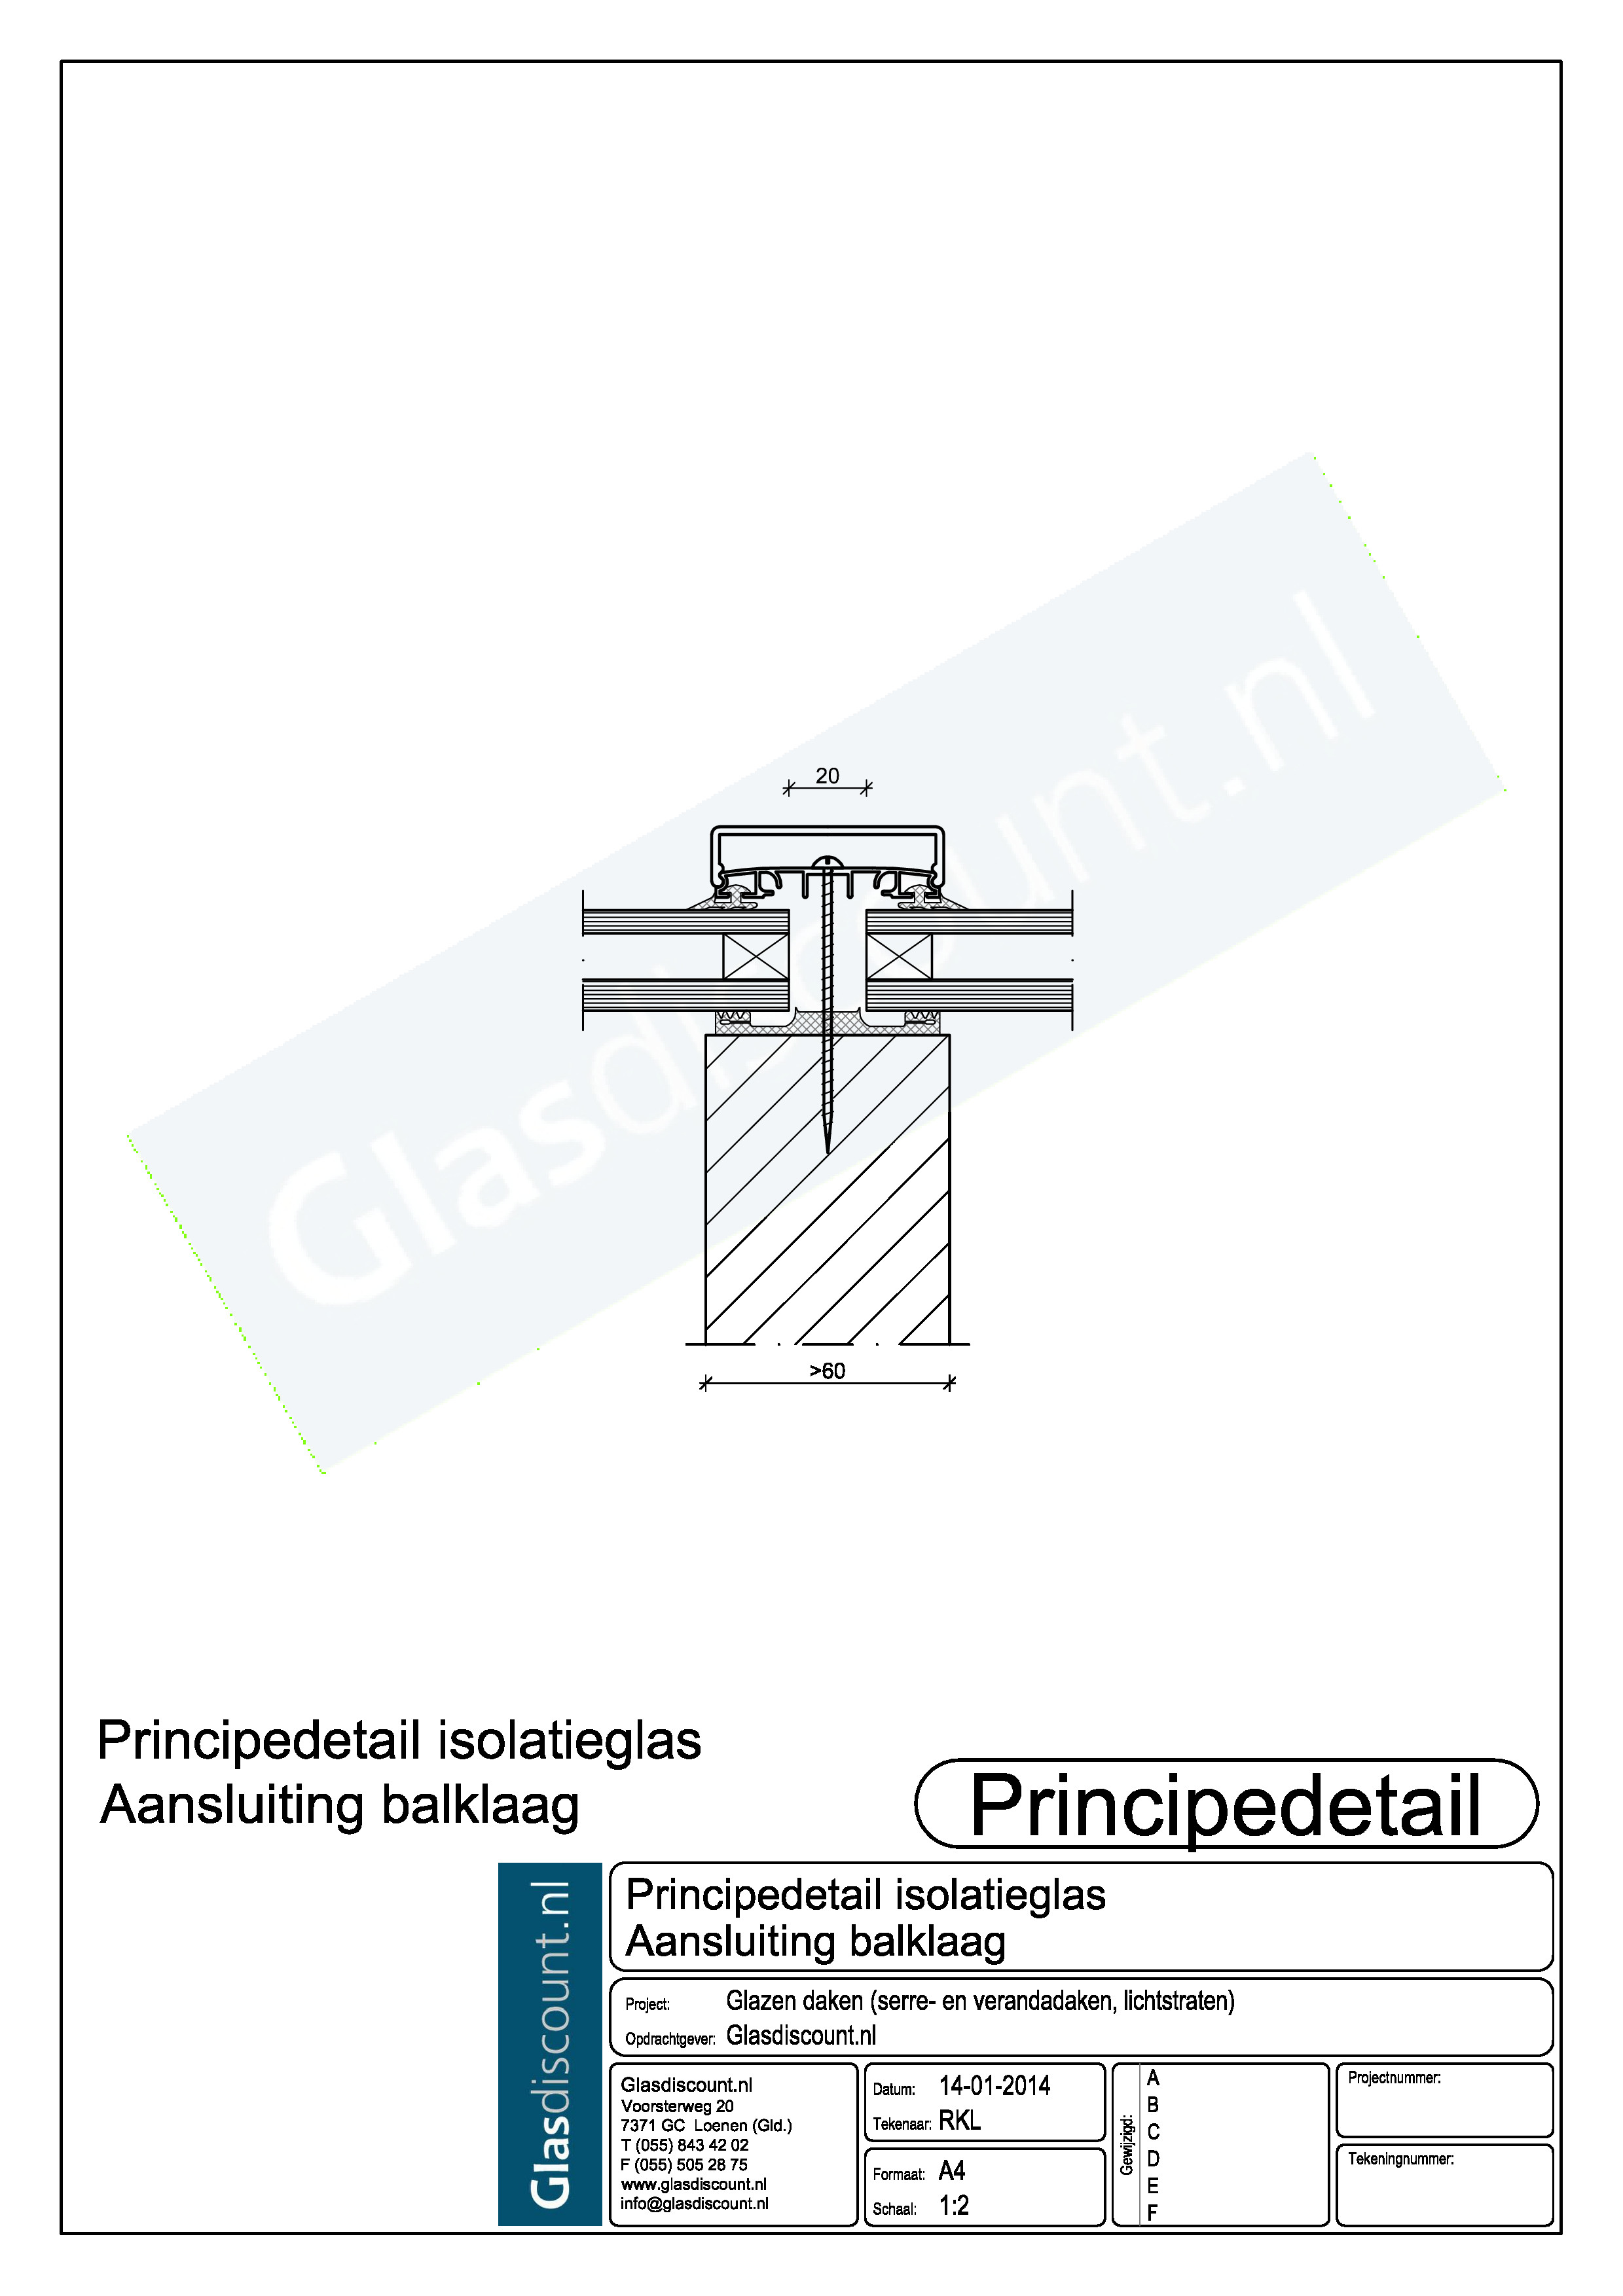 Glasdiscount.nl
20
>60
Principedetail isolatieglas
Aansluiting balklaag
Principedetail
Glasdiscount.nl
Principedetail isolatieglas
Aansluiting balklaag
Project: Glazen daken (serre- en verandadaken, lichtstraten)
Opdrachtgever: Glasdiscount.nl
Glasdiscount.nl
Voorsterweg 20
7371 GC Loenen (Gld.)
T (055) 843 42 02
F (055) 505 28 75
www.glasdiscount.nl
info@glasdiscount.nl
Datum: 14-01-2014
Tekenaar: RKL
Formaat: A4
Schaal: 1:2
Gewijzigd:
A
B
C
D
E
F
Projectnummer:
Tekeningnummer: